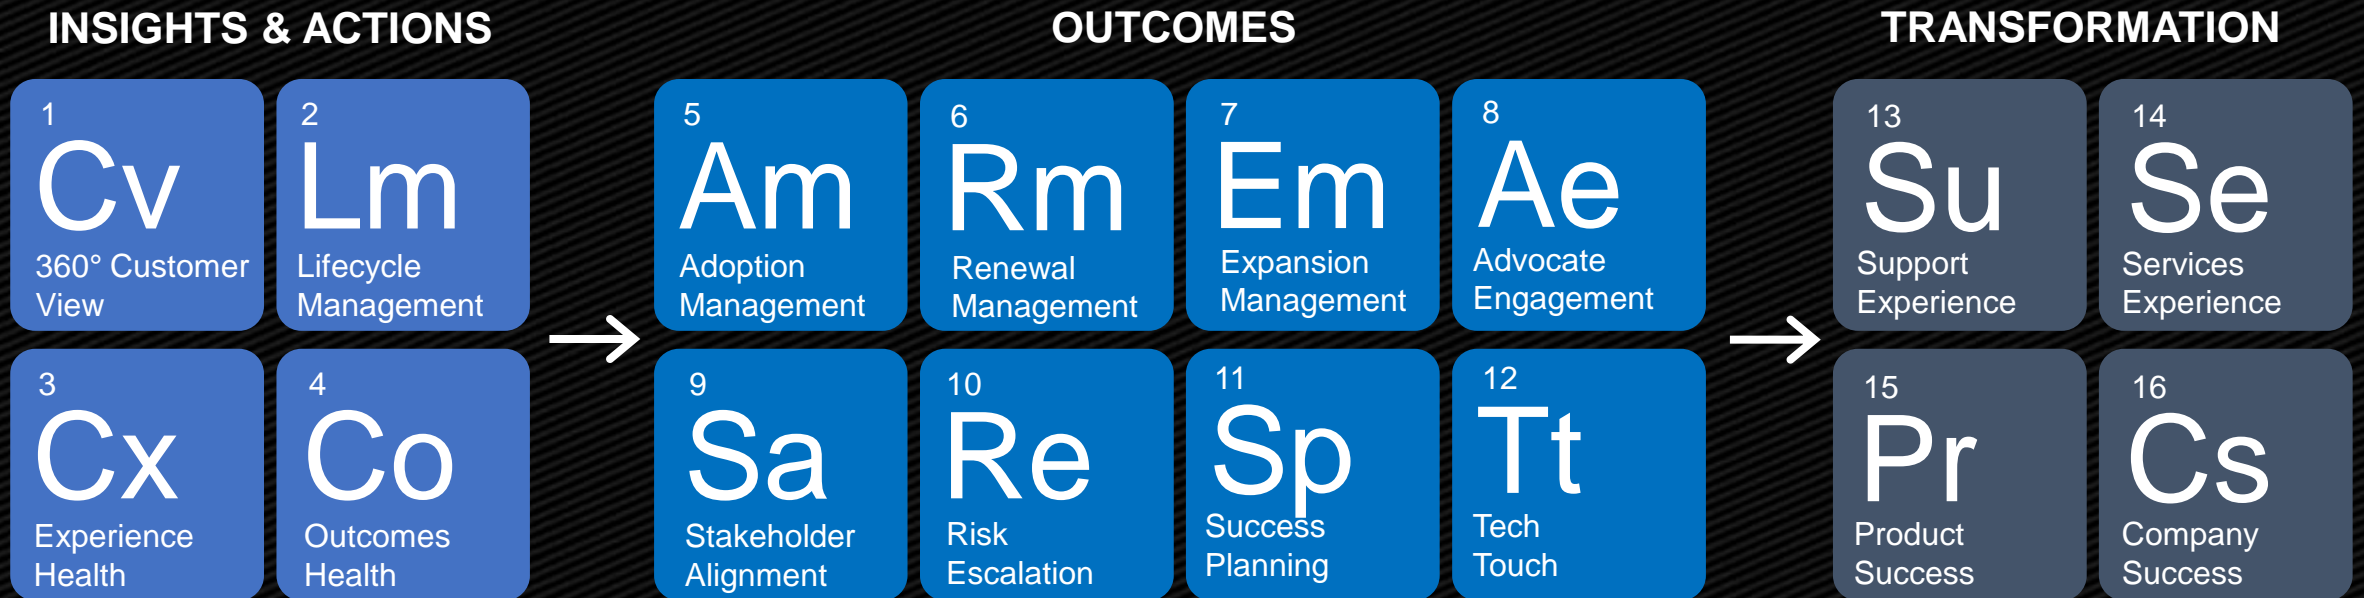 INSIGHTS & ACTIONS
OUTCOMES
TRANSFORMATION
1
Cv
360° Customer
View
2
Lm
Lifecycle
Management
3
Cx
Experience
Health
4
Co
Outcomes
Health
5
Am
Adoption
Management
6
Rm
Renewal
Management
7
Em
Expansion
Management
8
Ae
Advocate
Engagement
9
Sa
Stakeholder
Alignment
10
Re
Risk
Escalation
11
Sp
Success
Planning
12
Tt
Tech
Touch
13
Su
Support
Experience
14
Se
Services
Experience
15
Pr
Product
Success
16
Cs
Company
Success